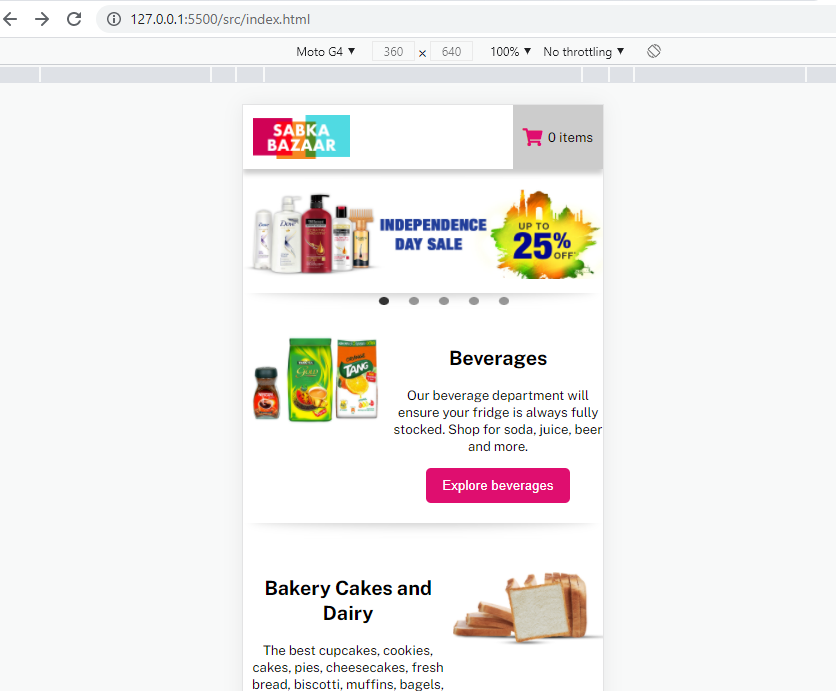 127.0.0.1:5500/src/index.html
Moto G4 ▼ 360 × 640 100% ▼ No throttling ▼
SABKA
BAZAAR
0 items
INDEPENDENCE
DAY SALE
UP TO
25%
OFF
Dove
TANG
ORANGE
Beverages
Our beverage department will
ensure your fridge is always fully
stocked. Shop for soda, juice, beer
and more.
Explore beverages
Bakery Cakes and
Dairy
The best cupcakes, cookies,
cakes, pies, cheesecakes, fresh
bread, biscotti, muffins, bagels,